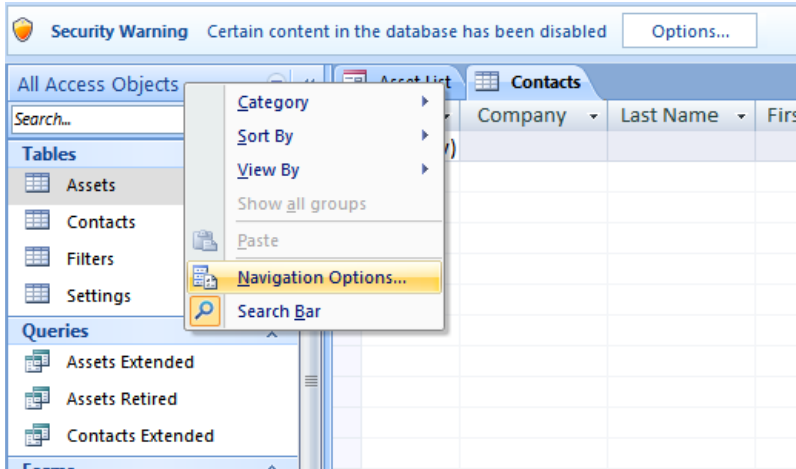 Security Warning Certain content in the database has been disabled Options...
All Access Objects
Asset List
Contacts
Search...
Company
Last Name
Tables
Assets
Contacts
Filters
Settings
Category
Sort By
View By
Show all groups
Paste
Navigation Options...
Search Bar
Queries
Assets Extended
Assets Retired
Contacts Extended